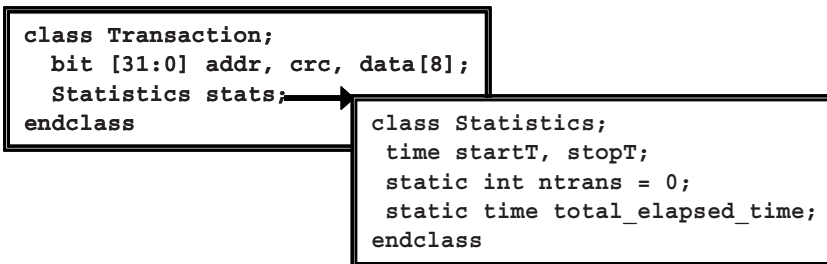 class Transaction;
bit [31:0] addr, crc, data[8];
Statistics stats;
endclass
class Statistics;
time startT, stopT;
static int ntrans = 0;
static time total_elapsed_time;
endclass